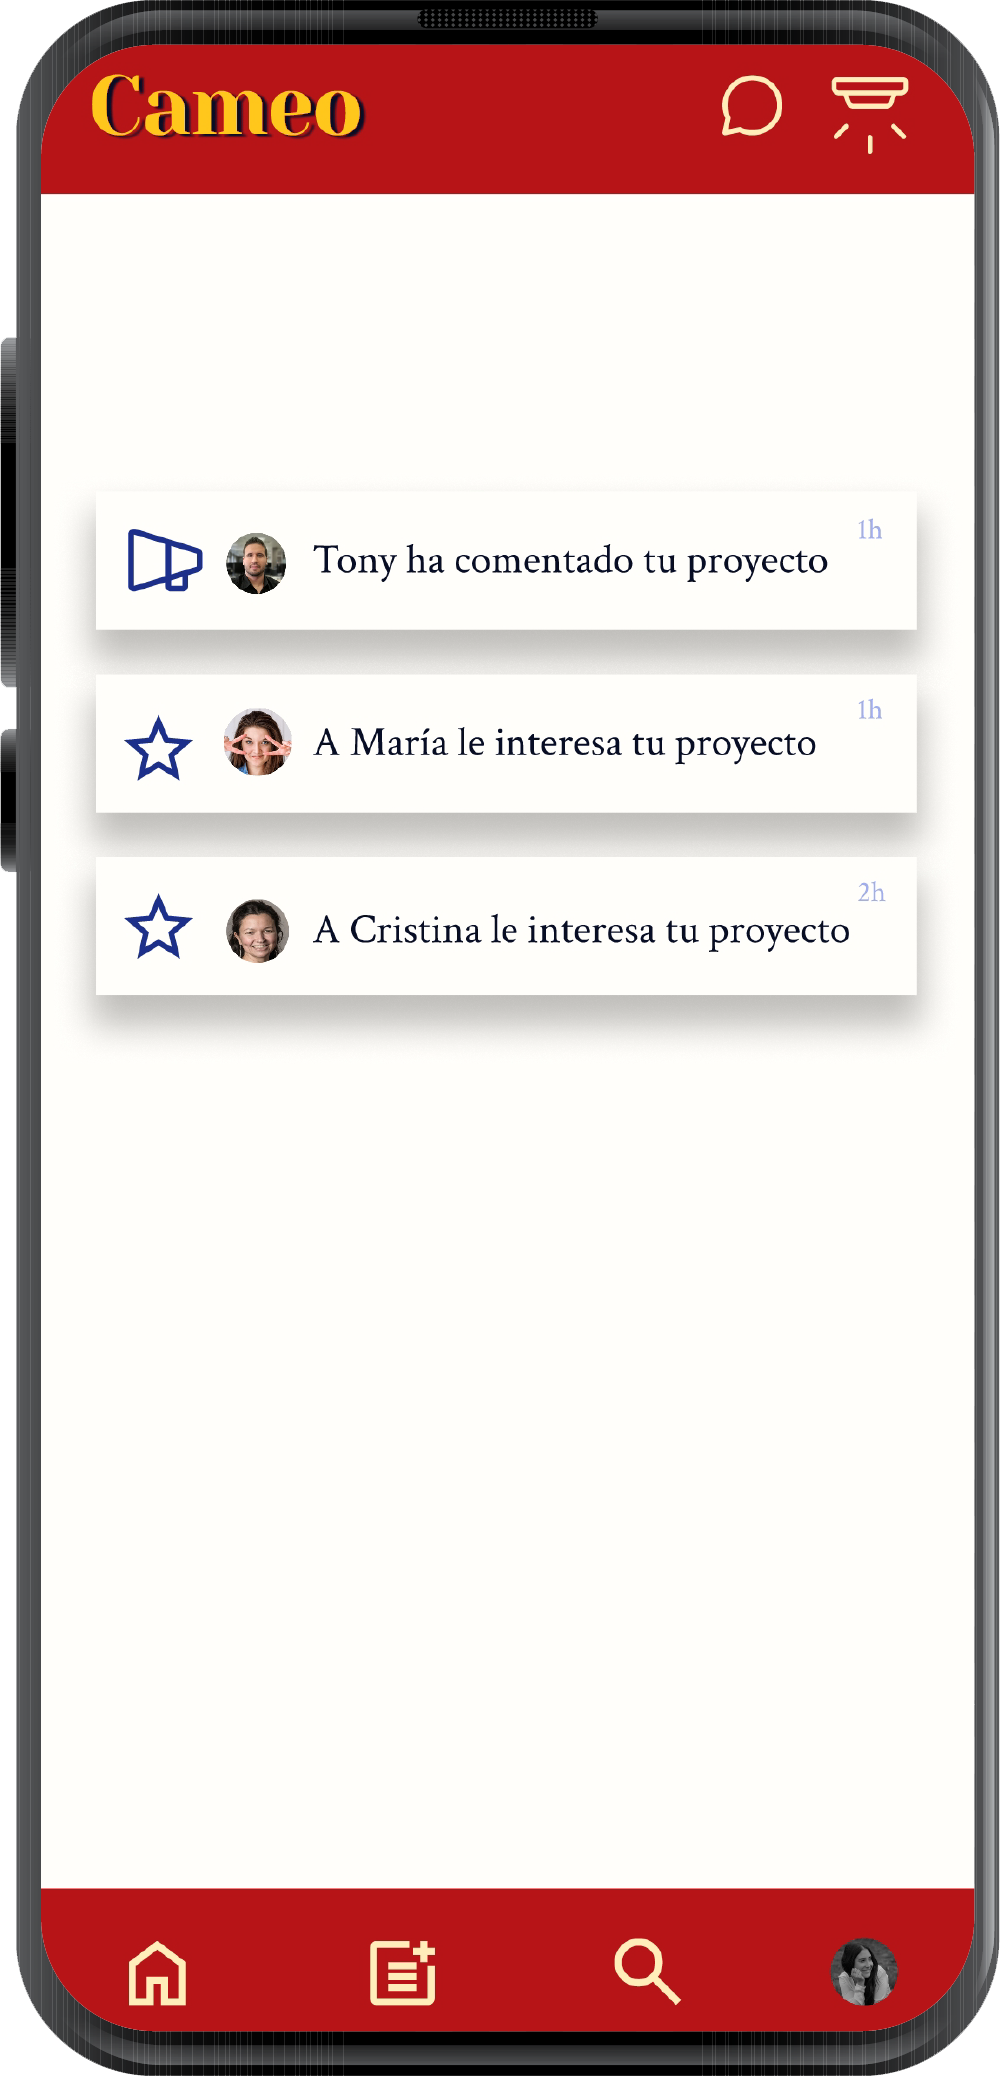 Cameo
1h
Tony ha comentado tu proyecto
1h
A María le interesa tu proyecto
2h
A Cristina le interesa tu proyecto